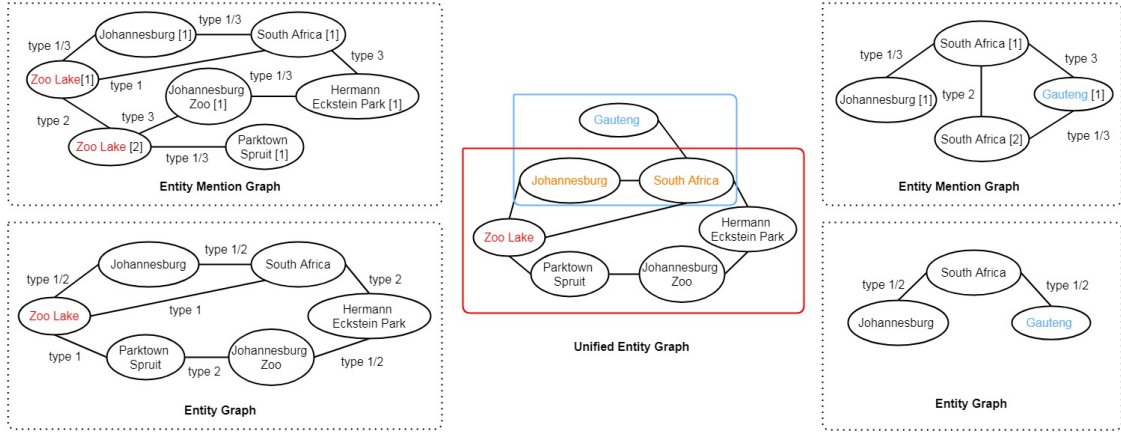 type 1/3
Johannesburg [1]
South Africa [1]
type 1/3
type 3
Zoo Lake[1]
type 1
Johannesburg
Zoo [1]
type 1/3
Hermann
Eckstein Park [1]
type 2
type 3
Zoo Lake [2]
type 1/3
Parktown
Spruit [1]
Entity Mention Graph
type 1/2
Johannesburg
South Africa
type 1/2
type 2
Zoo Lake
type 1
Hermann
Eckstein Park
type 1
Parktown
Spruit
type 2
Johannesburg
Zoo
type 1/2
Entity Graph
Gauteng
Johannesburg
South Africa
Zoo Lake
Hermann
Eckstein Park
Parktown
Spruit
Johannesburg
Zoo
Unified Entity Graph
type 1/3
South Africa [1]
type 3
Johannesburg [1]
type 2
Gauteng [1]
South Africa [2]
type 1/3
Entity Mention Graph
South Africa
type 1/2
type 1/2
Johannesburg
Gauteng
Entity Graph